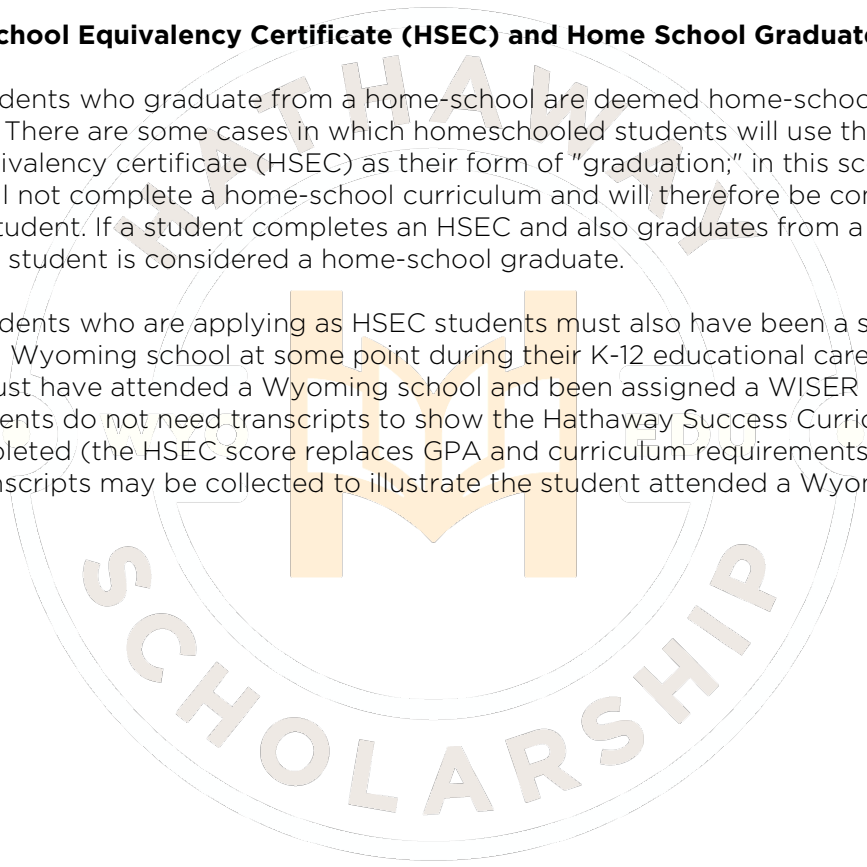 chool Equivalency Certificate (HSEC) and Home School Graduat
dents who graduate from a home-school are deemed home-schoo
There are some cases in which homeschooled students will use th
ivalency certificate (HSEC) as their form of "graduation;" in this sc
l not complete a home-school curriculum and will therefore be co
tudent. If a student completes an HSEC and also graduates from a
student is considered a home-school graduate.
dents who are applying as HSEC students must also have been a s
Wyoming school at some point during their K-12 educational care
ust have attended a Wyoming school and been assigned a WISER
ents do not need transcripts to show the Hathaway Success Curric
pleted (the HSEC score replaces GPA and curriculum requirements
nscripts may be collected to illustrate the student attended a Wyo
HATHAWAY
WYO EDU
SCHOLARSHIP